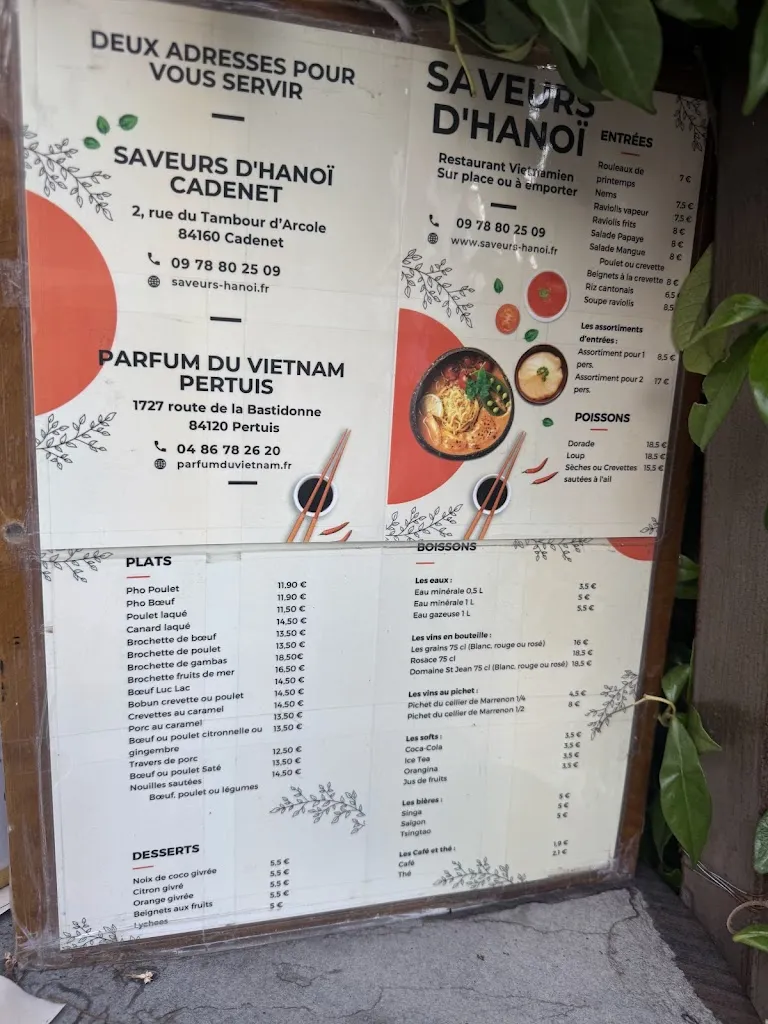 DEUX ADRESSES POUR
VOUS SERVIR
SAVEURS D'HANOÏ
CADENET
2, rue du Tambour d'Arcole
84160 Cadenet
09 78 80 25 09
saveurs-hanoi.fr
PARFUM DU VIETNAM
PERTUIS
1727 route de la Bastidonne
84120 Pertuis
04 86 78 26 20
parfumduvietnam.fr
SAVEURS
D'HANOÏ
Restaurant Vietnamien
Sur place ou à emporter
09 78 80 25 09
www.saveurs-hanoi.fr
ENTRÉES
Rouleaux de
printemps 7 €
Nems 7,5 €
Raviolis vapeur 7,5 €
Raviolis frits 8 €
Salade Papaye 8 €
Salade Mangue 8 €
Poulet ou crevette
Beignets à la crevette 8 €
Riz cantonais 6,5
Soupe raviolis 8,5
Les assortiments
d'entrées :
Assortiment pour 1 8,5 €
pers.
Assortiment pour 2 17 €
pers.
POISSONS
Dorade 18,5 €
Loup 18,5 €
Sèches ou Crevettes 15,5 €
sautées à l'ail
PLATS
Pho Poulet 11.90 €
Pho Bœuf 11.90 €
Poulet laqué 11,50 €
Canard laqué 14,50 €
Brochette de bœuf 13,50 €
Brochette de poulet 13,50 €
Brochette de gambas 18,50€
Brochette fruits de mer 16,50 €
Bœuf Luc Lac 14,50 €
Bobun crevette ou poulet 14,50 €
Crevettes au caramel 14,50 €
Porc au caramel 13,50 €
Bœuf ou poulet citronnelle ou 13,50 €
gingembre
Travers de porc 12,50 €
Bœuf ou poulet Saté 13,50 €
Nouilles sautées 14,50 €
Bœuf, poulet ou légumes
DESSERTS
Noix de coco givrée 5,5 €
Citron givré 5,5 €
Orange givrée 5,5 €
Beignets aux fruits 5,5 €
Lychees 5 €
BOISSONS
Les eaux :
Eau minérale 0,5 L 3,5 €
Eau minérale 1 L 5 €
Eau gazeuse 1 L 5,5 €
Les vins en bouteille :
Les grains 75 cl (Blanc, rouge ou rosé) 16 €
Rosace 75 cl 18,5 €
Domaine St Jean 75 cl (Blanc, rouge ou rosé) 18,5 €
Les vins au pichet :
Pichet du cellier de Marrenon 1/4 4,5 €
Pichet du cellier de Marrenon 1/2 8 €
Les softs :
Coca-Cola 3,5 €
Ice Tea 3,5 €
Orangina 3,5 €
Jus de fruits 3,5 €
Les bières :
Singa 5 €
Saigon 5 €
Tsingtao 5 €
Les Café et thé :
Café 1,9 €
Thé 2,1 €